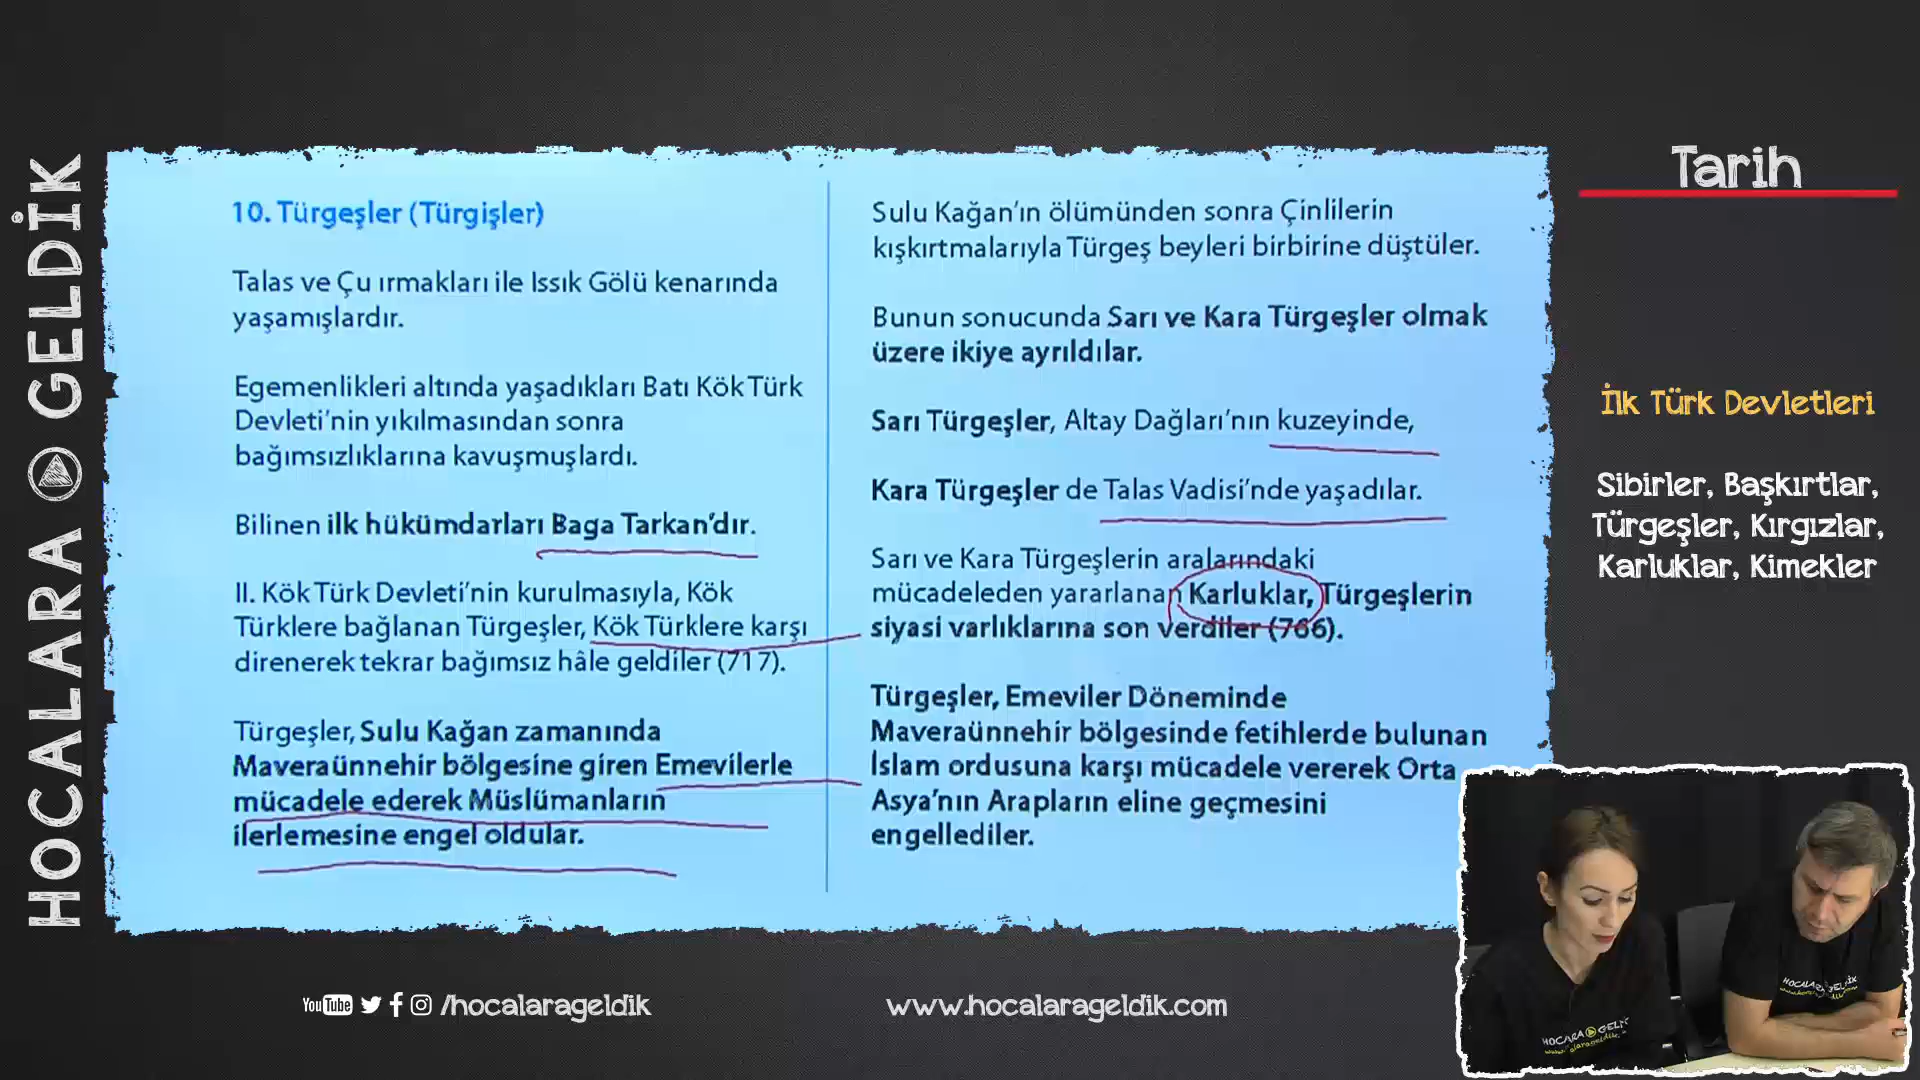 HOCALARA GELDİK
10. Türgeşler (Türgişler)
Talas ve Çu ırmakları ile Issık Gölü kenarında
yaşamışlardır.
Egemenlikleri altında yaşadıkları Batı Kök Türk
Devleti'nin yıkılmasından sonra
bağımsızlıklarına kavuşmuşlardı.
Bilinen ilk hükümdarları Baga Tarkan'dır.
II. Kök Türk Devleti'nin kurulmasıyla, Kök
Türklere bağlanan Türgeşler, Kök Türklere karşı
direnerek tekrar bağımsız hâle geldiler (717).
Türgeşler, Sulu Kağan zamanında
Maveraünnehir bölgesine giren Emevilerle
mücadele ederek Müslümanların
ilerlemesine engel oldular.
Sulu Kağan'ın ölümünden sonra Çinlilerin
kışkırtmalarıyla Türgeş beyleri birbirine düştüler.
Bunun sonucunda Sarı ve Kara Türgeşler olmak
üzere ikiye ayrıldılar.
Sarı Türgeşler, Altay Dağları'nın kuzeyinde,
Kara Türgeşler de Talas Vadisi'nde yaşadılar.
Sarı ve Kara Türgeşlerin aralarındaki
mücadeleden yararlanan Karluklar, Türgeşlerin
siyasi varlıklarına son verdiler (766).
Türgeşler, Emeviler Döneminde
Maveraünnehir bölgesinde fetihlerde bulunan
İslam ordusuna karşı mücadele vererek Orta
Asya'nın Arapların eline geçmesini
engellediler.
Tarih
İlk Türk Devletleri
Sibirler, Başkırtlar,
Türgeşler, Kırgızlar,
Karluklar, Kimekler
YouTube /hocalarageldik
www.hocalarageldik.com
HOCALARA GELDİK